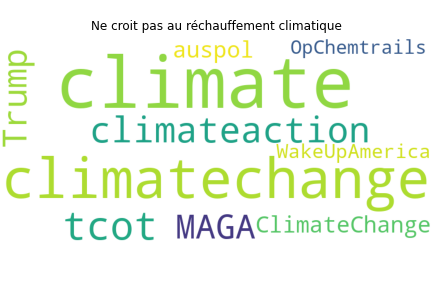 Ne croit pas au réchauffement climatique
auspol
OpChemtrails
Trump
climate
climateaction
WakeUpAmerica
climatechange
tcot
MAGA
ClimateChange